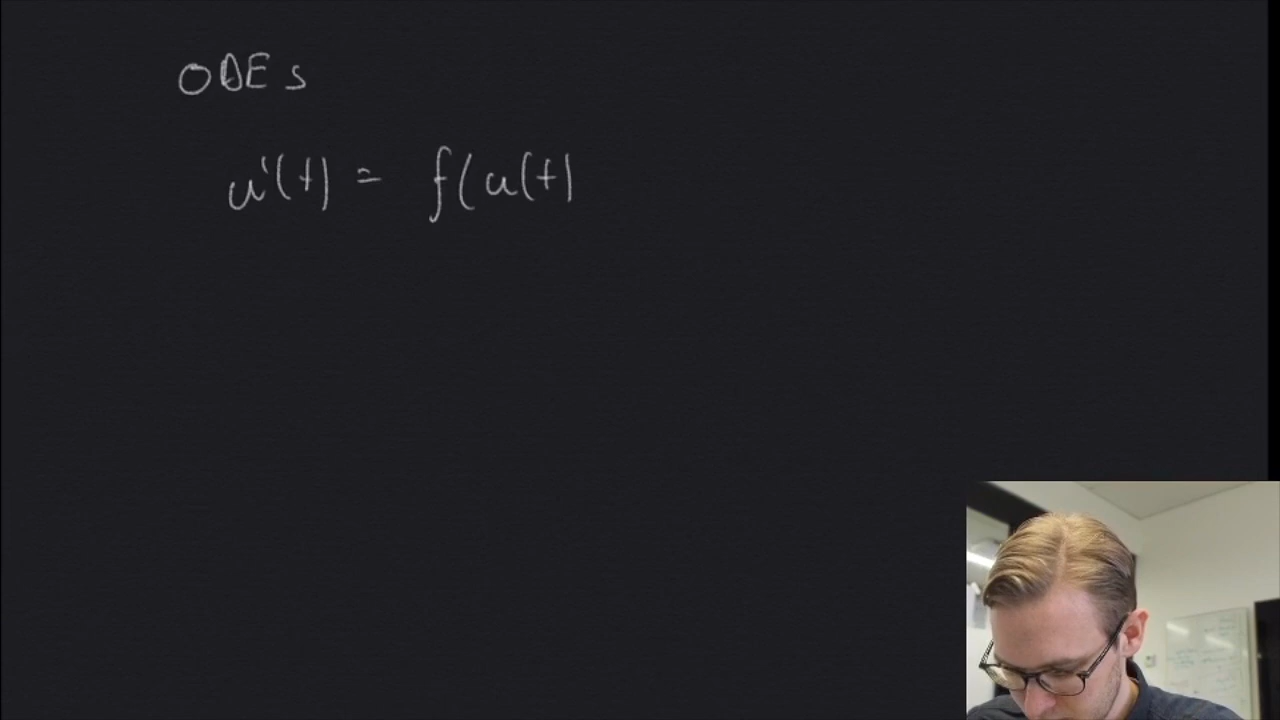 ODEs
u'(t) = f(u(t)